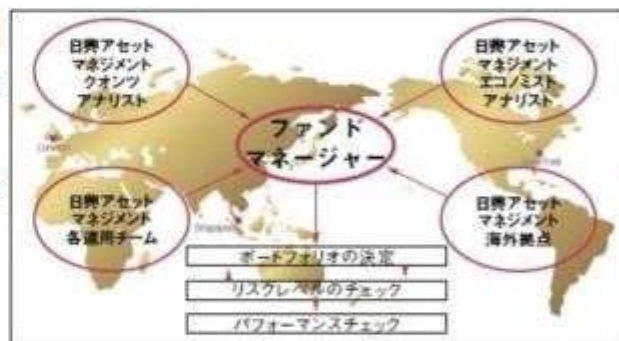 日興アセット
マネジメント
クオンツ
アナリスト
日興アセット
マネジメント
エコノミスト
アナリスト
ファンド
マネージャー
日興アセット
マネジメント
各運用チーム
日興アセット
マネジメント
海外拠点
ポートフォリオの決定
リスクレベルのチェック
パフォーマンスチェック